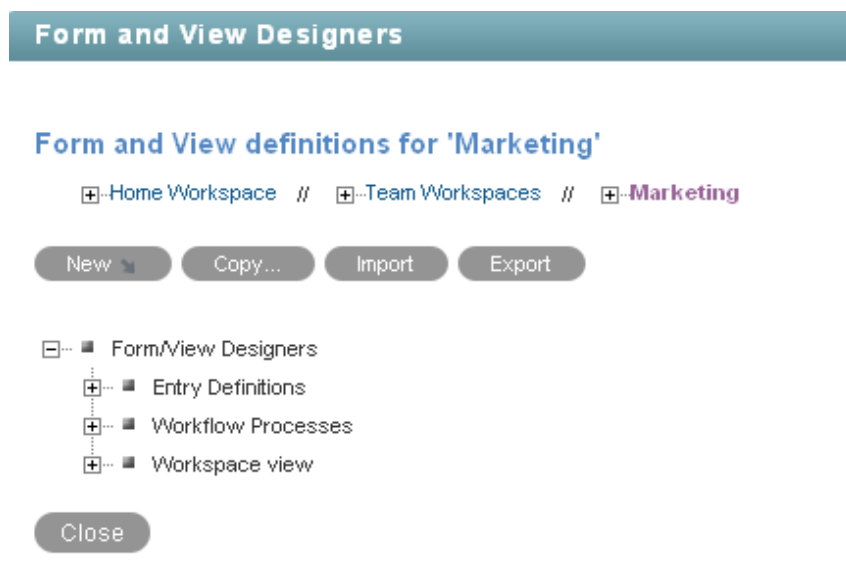 Form and View Designers
Form and View definitions for 'Marketing'
Home Workspace // Team Workspaces // Marketing
New Copy... Import Export
Form/View Designers
Entry Definitions
Workflow Processes
Workspace view
Close